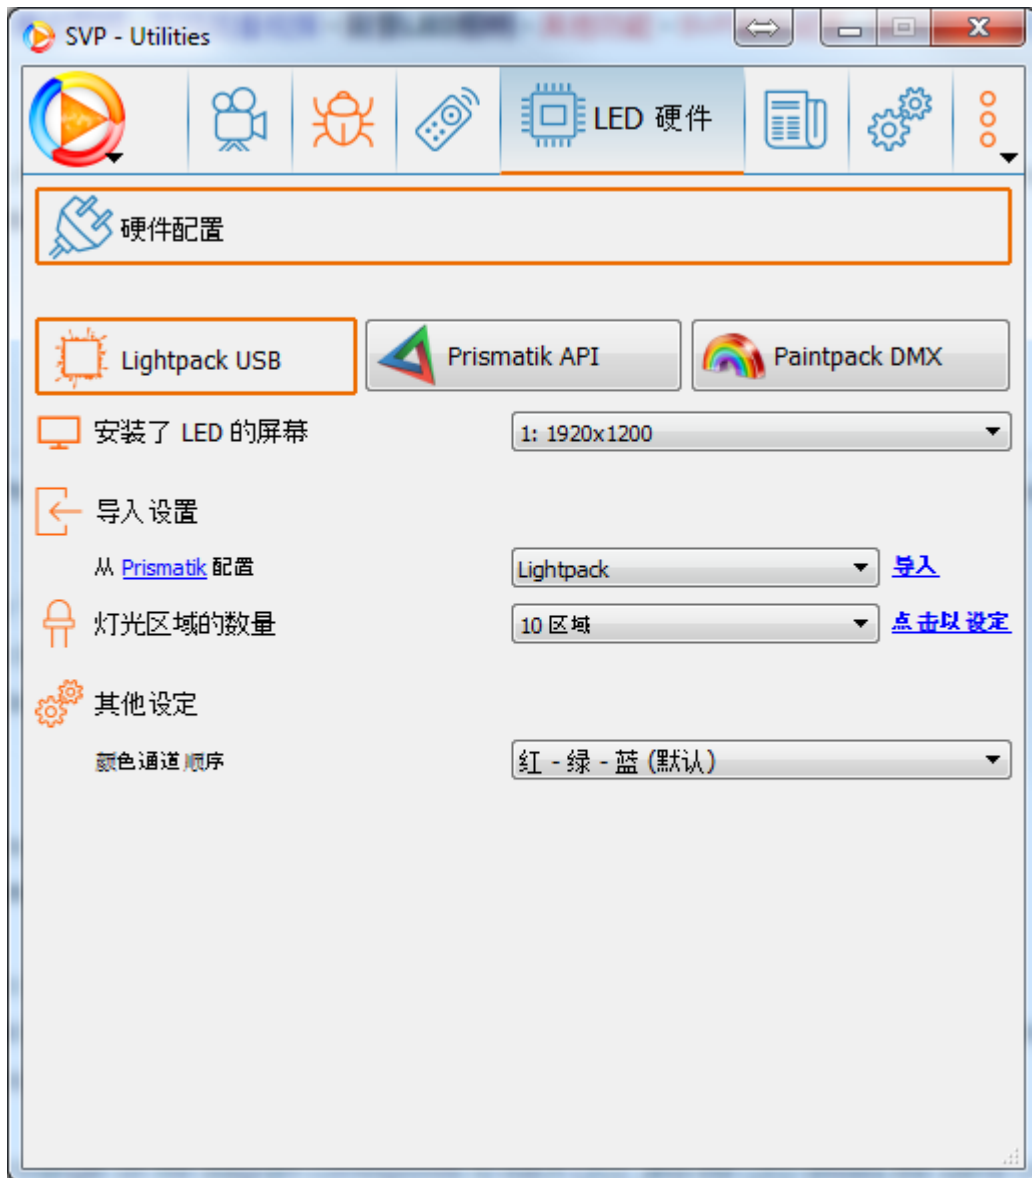 SVP - Utilities
LED 硬件
硬件配置
Lightpack USB
Prismatik API
Paintpack DMX
安装了 LED 的屏幕
1: 1920x1200
导入设置
从 Prismatik 配置
Lightpack
导入
灯光区域的数量
10 区域
点击以设定
其他设定
颜色通道顺序
红 - 绿 - 蓝 (默认)